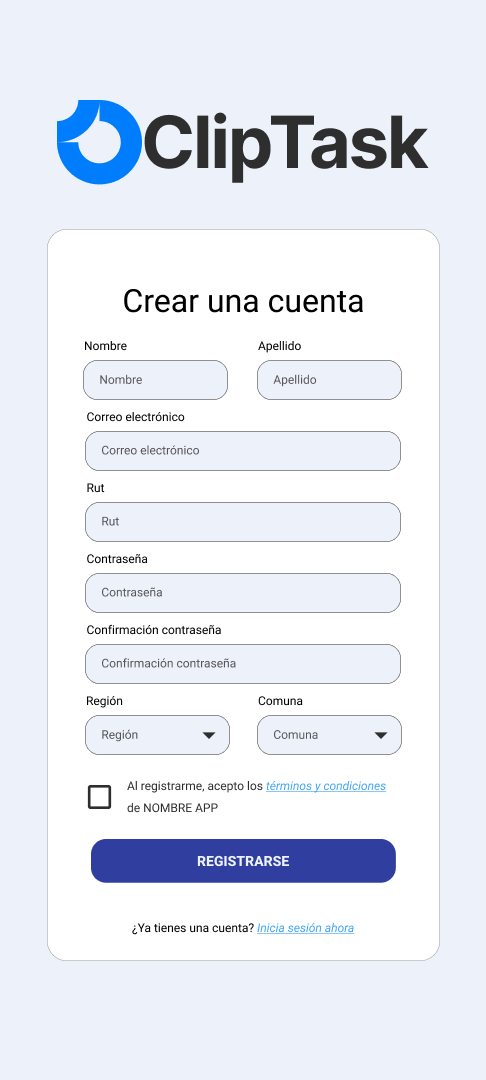 ClipTask
Crear una cuenta
Nombre Apellido
Nombre Apellido
Correo electrónico
Correo electrónico
Rut
Rut
Contraseña
Contraseña
Confirmación contraseña
Confirmación contraseña
Región Comuna
Región Comuna
Al registrarme, acepto los términos y condiciones
de NOMBRE APP
REGISTRARSE
¿Ya tienes una cuenta? Inicia sesión ahora